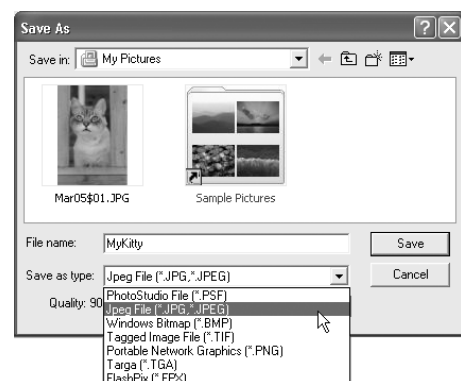 Save As
Save in: My Pictures
Mar05$01.JPG
Sample Pictures
File name: MyKitty
Save
Save as type: Jpeg File (*.JPG,*.JPEG)
Cancel
Quality: 90
PhotoStudio File (*.PSF)
Jpeg File (*.JPG,*.JPEG)
Windows Bitmap (*.BMP)
Tagged Image File (*.TIF)
Portable Network Graphics (*.PNG)
Targa (*.TGA)
FlashPix (*.FPX)